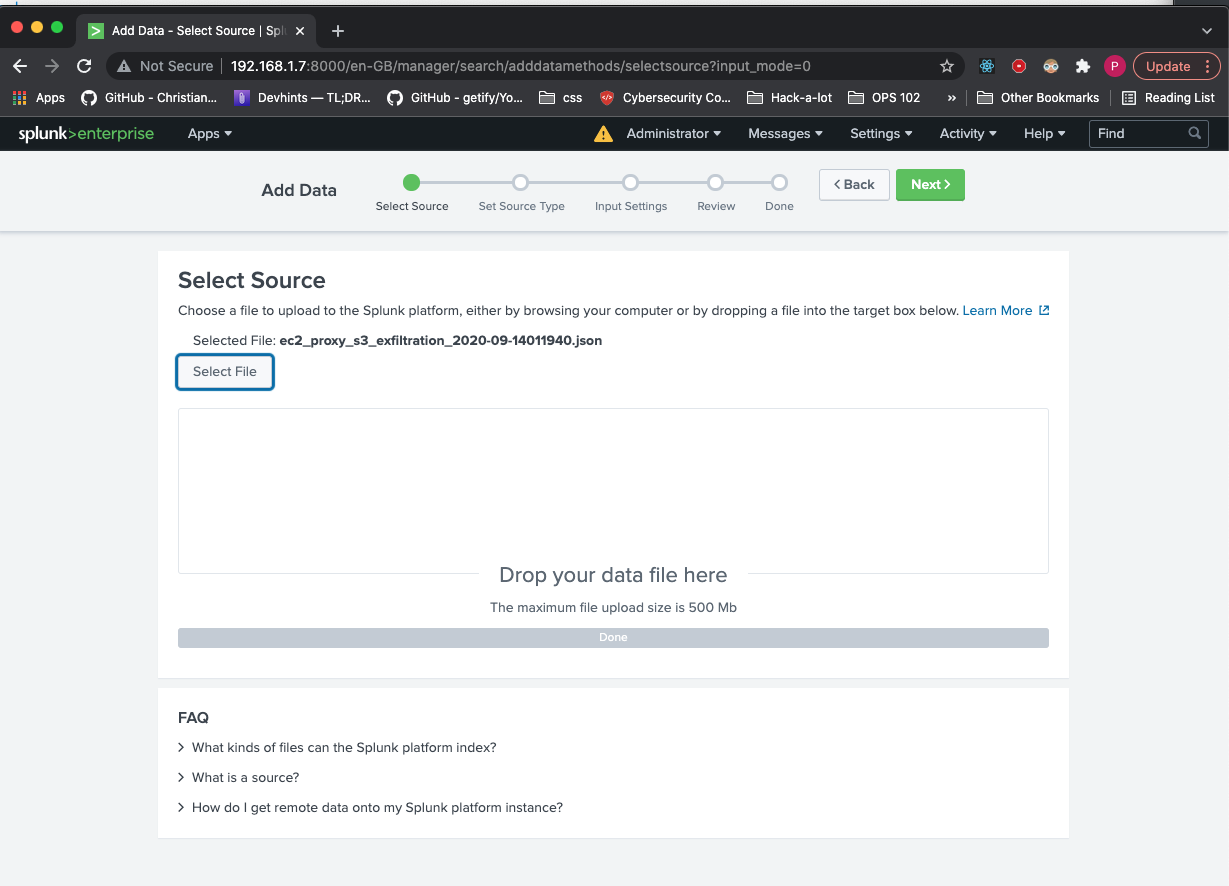 Add Data - Select Source | Spl
Not Secure 192.168.1.7:8000/en-GB/manager/search/adddatamethods/selectsource?input_mode=0 P Update
Apps GitHub - Christian... Devhints — TL;DR... GitHub - getify/Yo... css Cybersecurity Co... Hack-a-lot OPS 102 » Other Bookmarks Reading List
splunk>enterprise Apps Administrator Messages Settings Activity Help Find
Add Data
Select Source Set Source Type Input Settings Review Done
Back Next
Select Source
Choose a file to upload to the Splunk platform, either by browsing your computer or by dropping a file into the target box below. Learn More
Selected File: ec2_proxy_s3_exfiltration_2020-09-14011940.json
Select File
Drop your data file here
The maximum file upload size is 500 Mb
Done
FAQ
What kinds of files can the Splunk platform index?
What is a source?
How do I get remote data onto my Splunk platform instance?